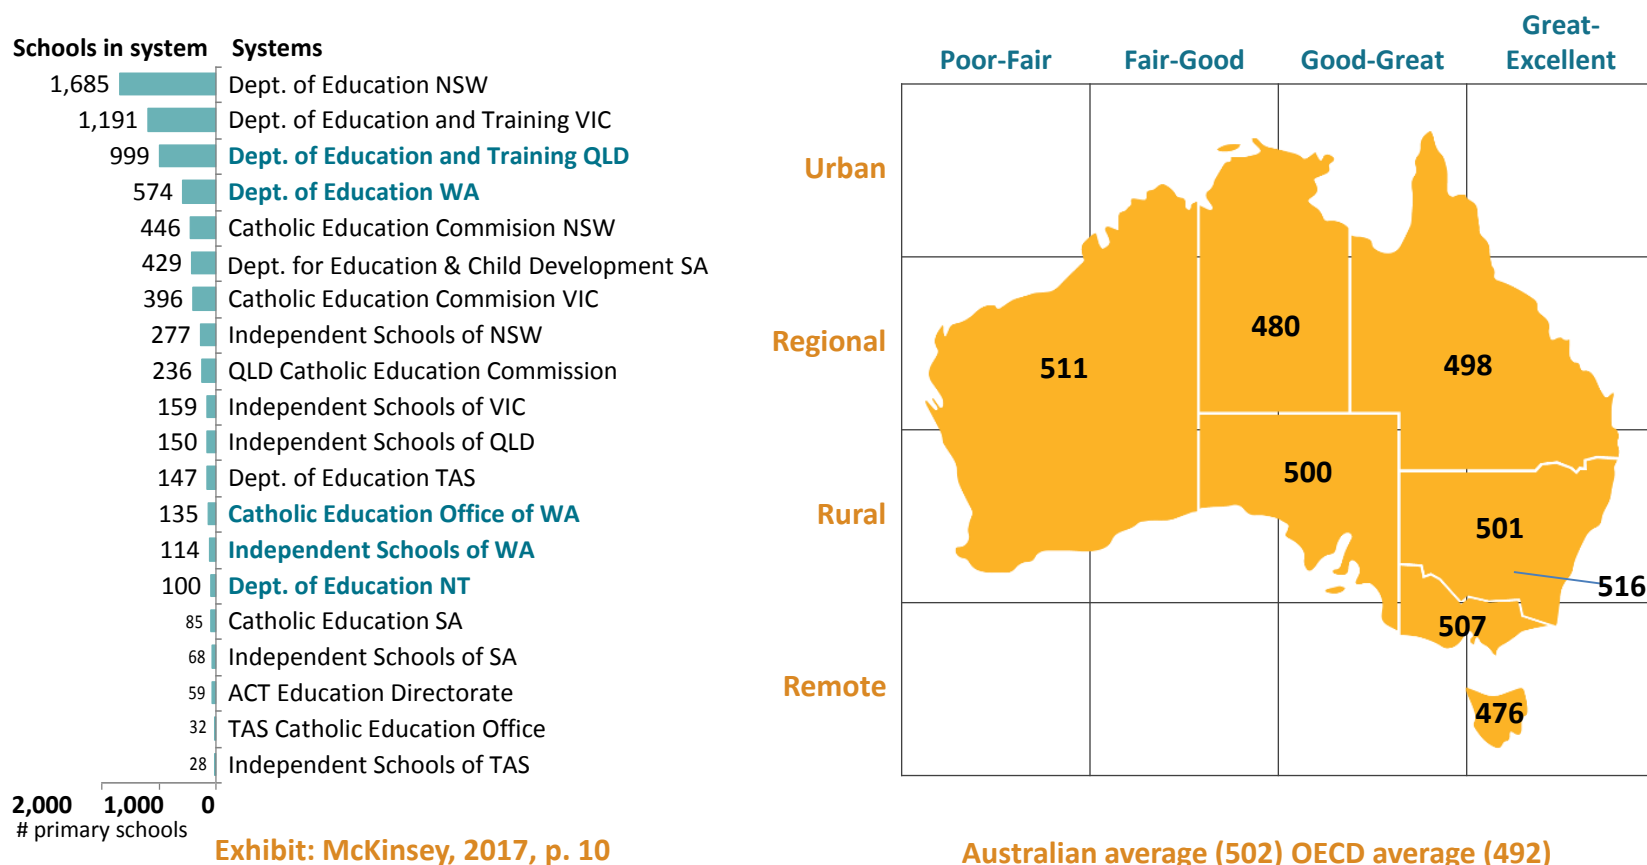 Schools in system Systems
1,685 Dept. of Education NSW
1,191 Dept. of Education and Training VIC
999 Dept. of Education and Training QLD
574 Dept. of Education WA
446 Catholic Education Commision NSW
429 Dept. for Education & Child Development SA
396 Catholic Education Commision VIC
277 Independent Schools of NSW
236 QLD Catholic Education Commission
159 Independent Schools of VIC
150 Independent Schools of QLD
147 Dept. of Education TAS
135 Catholic Education Office of WA
114 Independent Schools of WA
100 Dept. of Education NT
85 Catholic Education SA
68 Independent Schools of SA
59 ACT Education Directorate
32 TAS Catholic Education Office
28 Independent Schools of TAS
2,000 1,000 0
# primary schools
Exhibit: McKinsey, 2017, p. 10
Poor-Fair Fair-Good Good-Great Great-
Excellent
Urban
Regional
Rural
Remote
480
511
498
500
501
516
507
476
Australian average (502) OECD average (492)